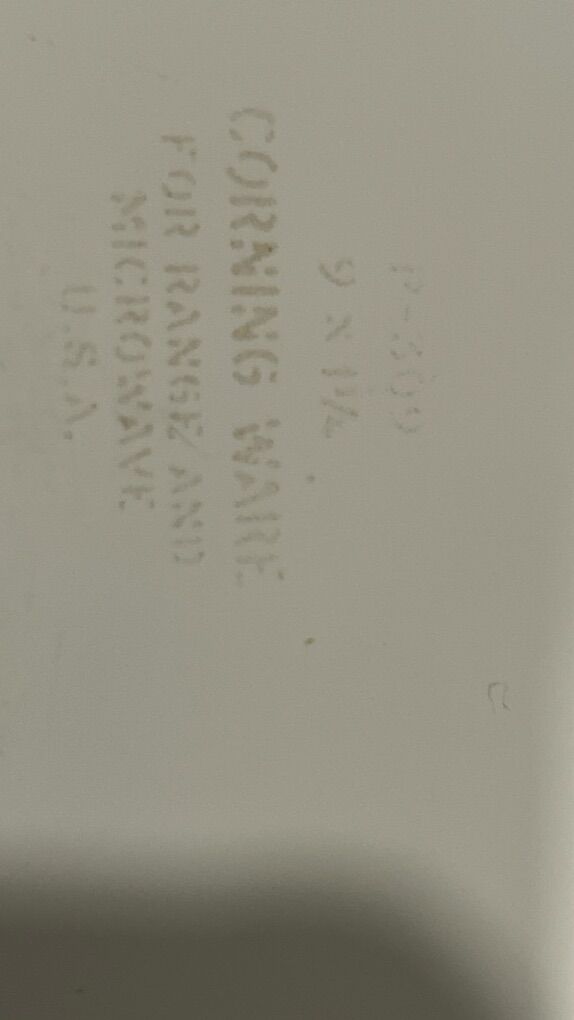 P-309
9 x 1½
CORNING WARE
FOR RANGE AND
MICROWAVE
U.S.A.